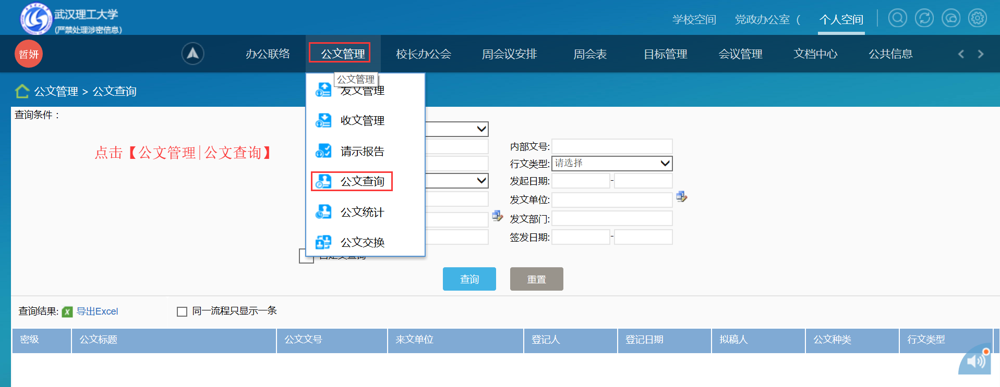 武汉理工大学
(严禁处理涉密信息)
学校空间 党政办公室（ 个人空间
哲妍
办公联络 公文管理 校长办公会 周会议安排 周会表 目标管理 会议管理 文档中心 公共信息
公文管理
公文管理 > 公文查询
发文管理
收文管理
请示报告
公文查询
公文统计
公文交换
查询条件：
点击【公文管理|公文查询】
内部文号:
行文类型: 请选择
发起日期: -
发文单位:
发文部门:
签发日期: -
自定义查询
查询 重置
查询结果: 导出Excel 同一流程只显示一条
密级 公文标题 公文文号 来文单位 登记人 登记日期 拟稿人 公文种类 行文类型